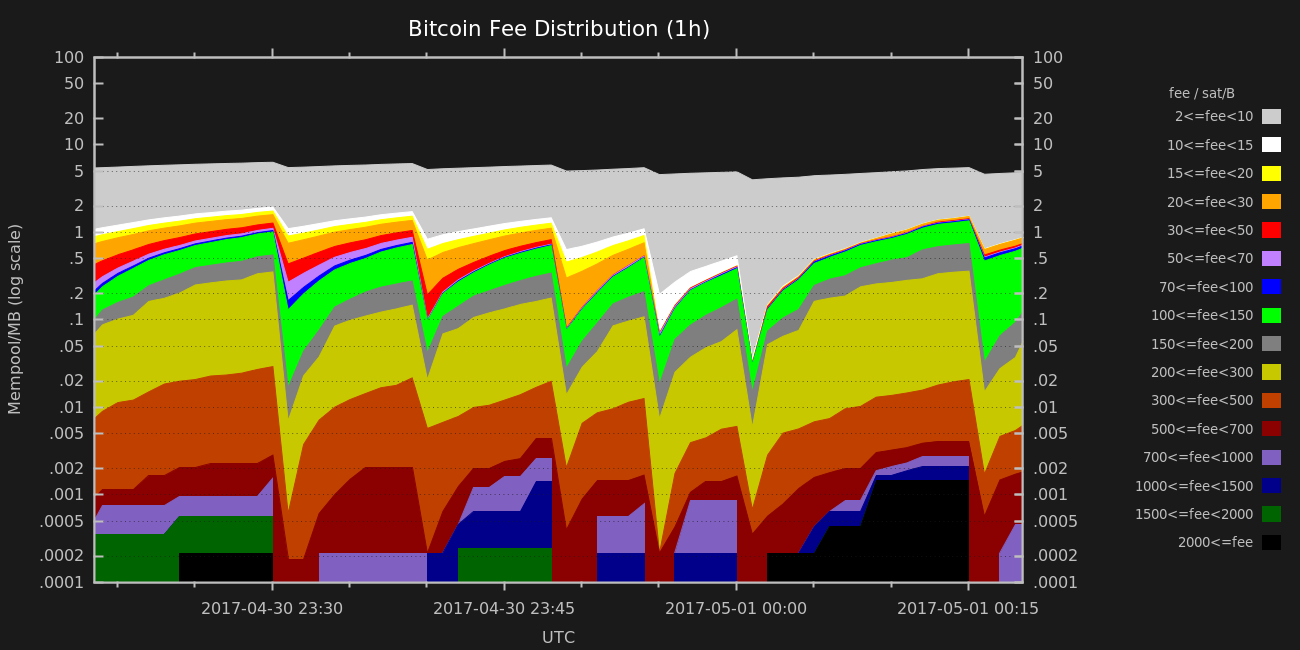 Bitcoin Fee Distribution (1h)
100
50
20
10
5
2
1
.5
.2
.1
.05
.02
.01
.005
.002
.001
.0005
.0002
.0001
Mempool/MB (log scale)
100
50
20
10
5
2
1
.5
.2
.1
.05
.02
.01
.005
.002
.001
.0005
.0002
.0001
2017-04-30 23:30
2017-04-30 23:45
2017-05-01 00:00
2017-05-01 00:15
UTC
fee / sat/B
2<=fee<10
10<=fee<15
15<=fee<20
20<=fee<30
30<=fee<50
50<=fee<70
70<=fee<100
100<=fee<150
150<=fee<200
200<=fee<300
300<=fee<500
500<=fee<700
700<=fee<1000
1000<=fee<1500
1500<=fee<2000
2000<=fee